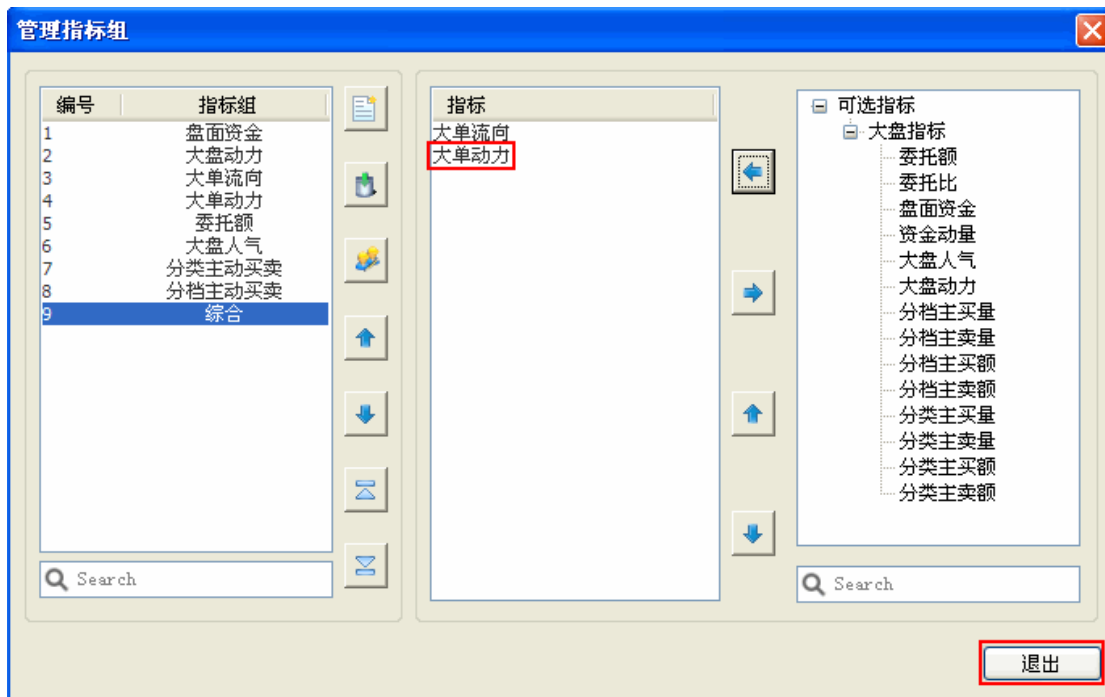 管理指标组
编号 指标组
1 盘面资金
2 大盘动力
3 大单流向
4 大单动力
5 委托额
6 大盘人气
7 分类主动买卖
8 分档主动买卖
9 综合
Search
指标
大单流向
大单动力
可选指标
大盘指标
委托额
委托比
盘面资金
资金动量
大盘人气
大盘动力
分档主买量
分档主卖量
分档主买额
分档主卖额
分类主买量
分类主卖量
分类主买额
分类主卖额
Search
退出